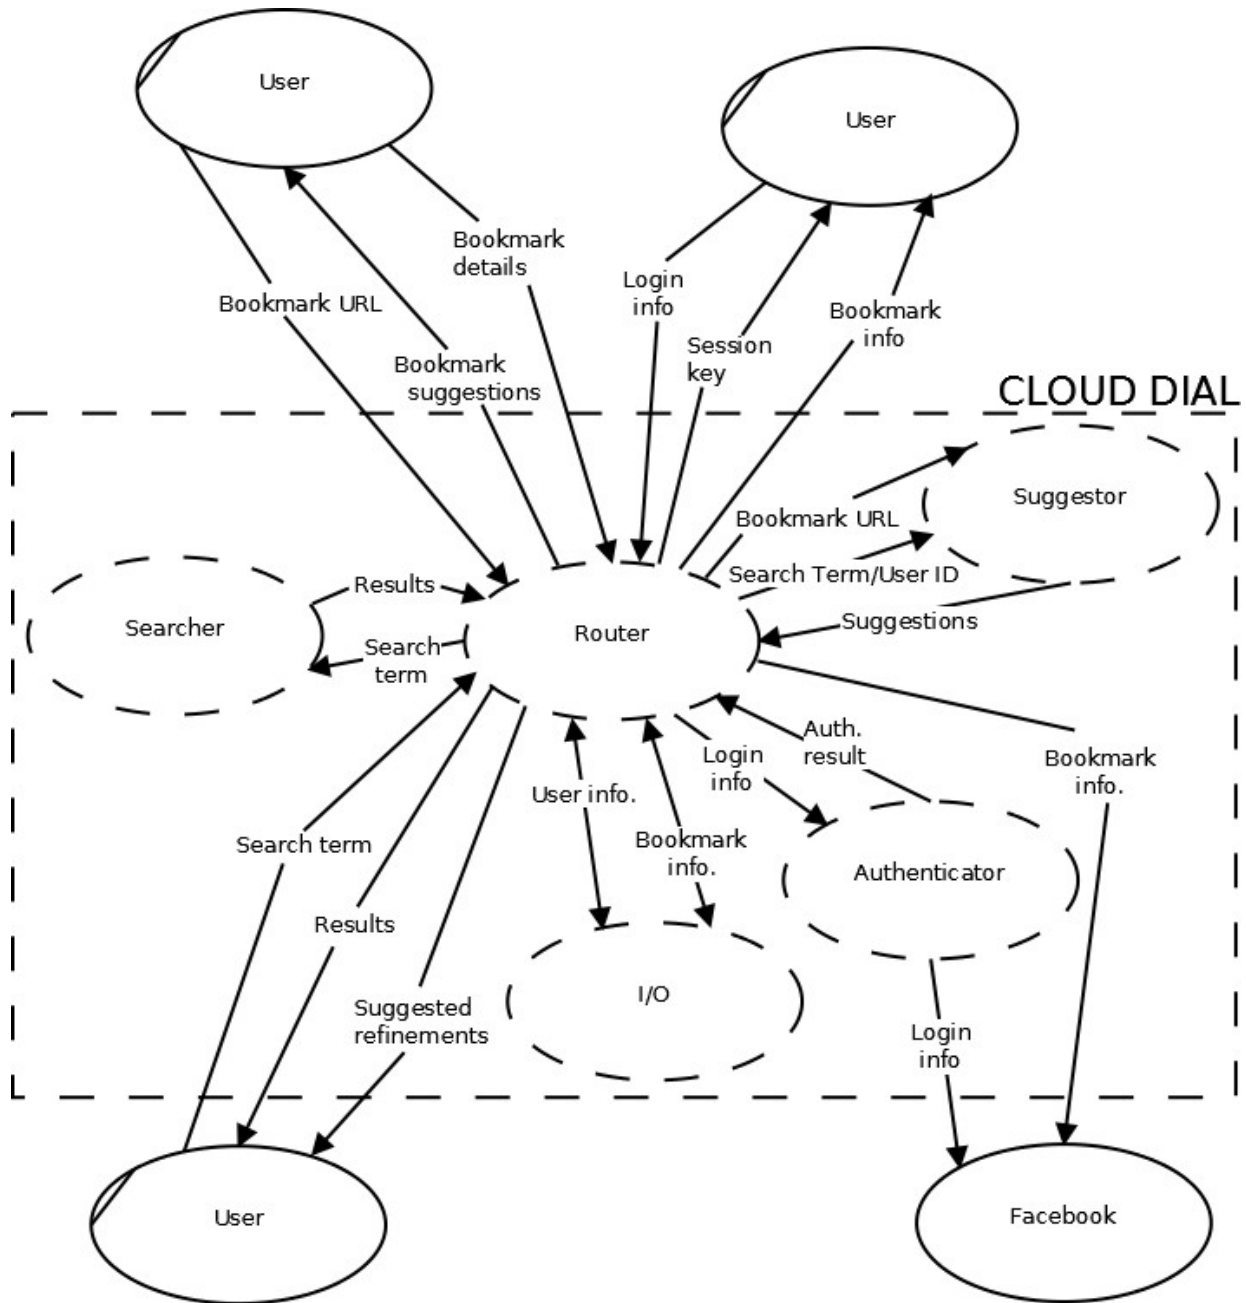 User
User
Bookmark
details
Login
info
Bookmark URL
Bookmark
info
Session
key
Bookmark
suggestions
CLOUD DIAL
Suggestor
Bookmark URL
Search Term/User ID
Results
Suggestions
Searcher
Router
Search
term
Auth.
result
Login
info
Bookmark
info.
User info.
Search term
Bookmark
info.
Authenticator
Results
I/O
Suggested
refinements
Login
info
User
Facebook